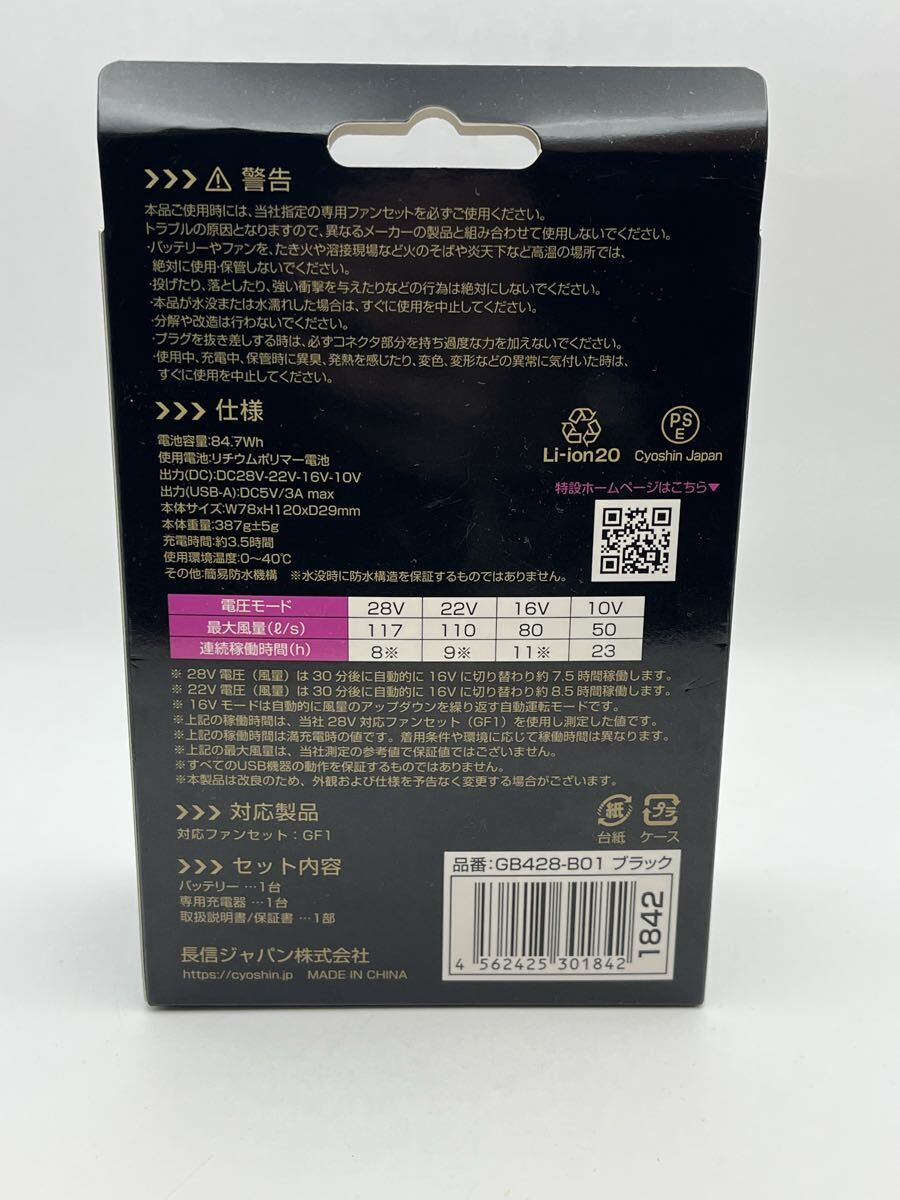 >>> ⚠ 警告
本品ご使用時には、当社指定の専用ファンセットを必ずご使用ください。
トラブルの原因となりますので、異なるメーカーの製品と組み合わせて使用しないでください。
・バッテリーやファンを、たき火や溶接現場など火のそばや炎天下など高温の場所では、
絶対に使用・保管しないでください。
・投げたり、落としたり、強い衝撃を与えたりなどの行為は絶対にしないでください。
・本品が水没または水濡れした場合は、すぐに使用を中止してください。
・分解や改造は行わないでください。
・プラグを抜き差しする時は、必ずコネクタ部分を持ち過度な力を加えないでください。
・使用中、充電中、保管時に異臭、発熱を感じたり、変色、変形などの異常に気付いた時は、
すぐに使用を中止してください。
>>> 仕様
電池容量:84.7Wh
使用電池:リチウムポリマー電池
出力(DC):DC28V-22V-16V-10V
出力(USB-A):DC5V/3A max
本体サイズ:W78xH120xD29mm
本体重量:387g±5g
充電時間:約3.5時間
使用環境温度:0~40℃
その他:簡易防水機構 ※水没時に防水構造を保証するものではありません。
Li-ion20
PSE
Cyoshin Japan
特設ホームページはこちら▼
電圧モード 28V 22V 16V 10V
最大風量(ℓ/s) 117 110 80 50
連続稼働時間(h) 8※ 9※ 11※ 23
※ 28V 電圧（風量）は 30 分後に自動的に 16V に切り替わり約 7.5 時間稼働します。
※ 22V 電圧（風量）は 30 分後に自動的に 16V に切り替わり約 8.5 時間稼働します。
※ 16V モードは自動的に風量のアップダウンを繰り返す自動運転モードです。
※上記の稼働時間は、当社 28V 対応ファンセット（GF1）を使用し測定した値です。
※上記の稼働時間は満充電時の値です。着用条件や環境に応じて稼働時間は異なります。
※上記の最大風量は、当社測定の参考値で保証値ではございません。
※すべてのUSB機器の動作を保証するものではありません。
※本製品は改良のため、外観および仕様を予告なく変更する場合がございます。
>>> 対応製品
対応ファンセット：GF1
紙
台紙
プラ
ケース
>>> セット内容
バッテリー …1台
専用充電器 …1台
取扱説明書/保証書 …1部
長信ジャパン株式会社
https://cyoshin.jp MADE IN CHINA
品番：GB428-B01 ブラック
4 562425 301842
1842